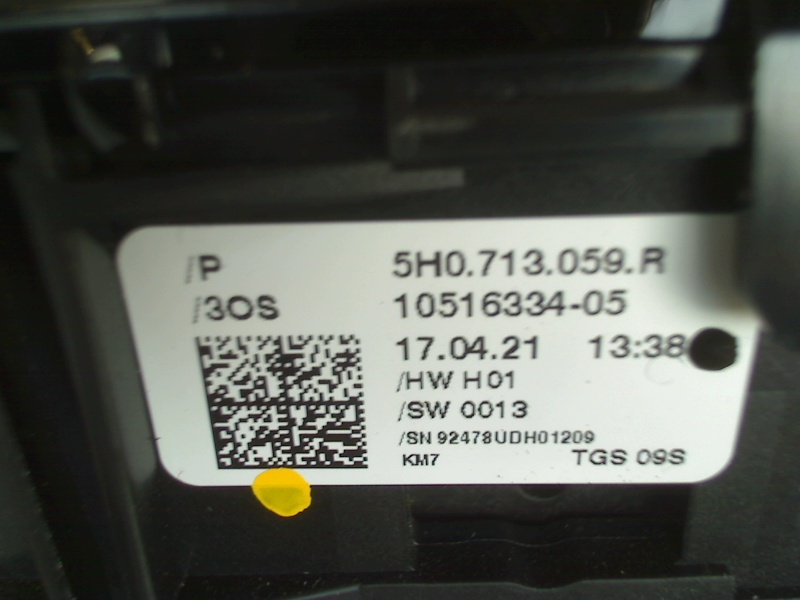 /P 5H0.713.059.R
/3OS 10516334-05
17.04.21 13:38
/HW H01
/SW 0013
/SN 92478UDH01209
KM7 TGS 09S